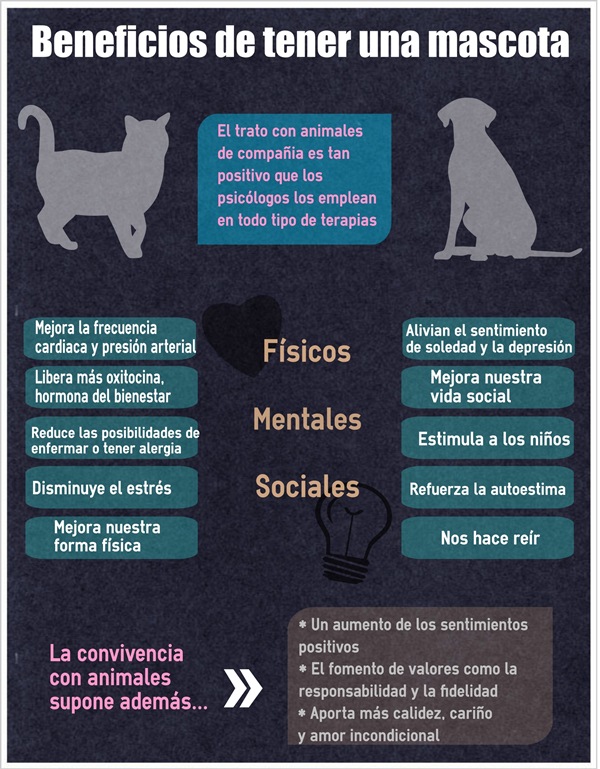 Beneficios de tener una mascota
El trato con animales
de compañia es tan
positivo que los
psicólogos los emplean
en todo tipo de terapias
Mejora la frecuencia
cardiaca y presión arterial
Libera más oxitocina,
hormona del bienestar
Reduce las posibilidades de
enfermar o tener alergia
Disminuye el estrés
Mejora nuestra
forma física
Físicos
Mentales
Sociales
Alivian el sentimiento
de soledad y la depresión
Mejora nuestra
vida social
Estimula a los niños
Refuerza la autoestima
Nos hace reír
La convivencia
con animales
supone además...
* Un aumento de los sentimientos
positivos
* El fomento de valores como la
responsabilidad y la fidelidad
* Aporta más calidez, cariño
y amor incondicional